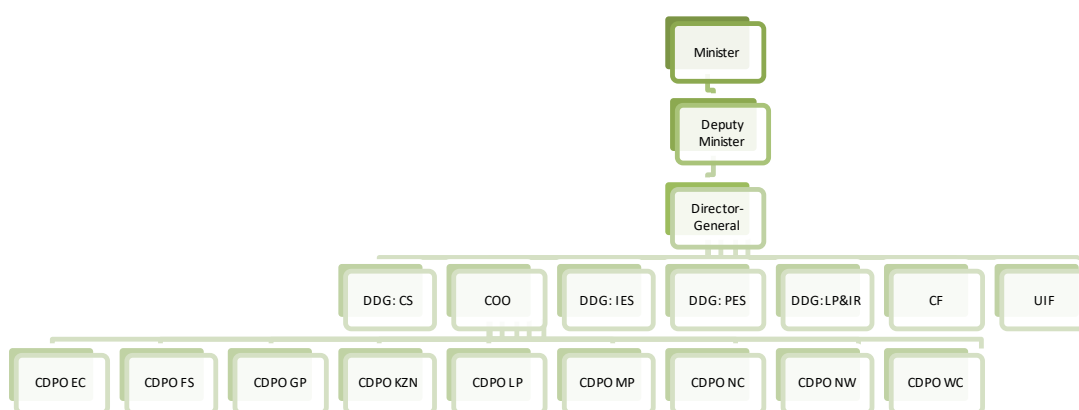 Minister
Deputy
Minister
Director-
General
DDG: CS
COO
DDG: IES
DDG: PES
DDG:LP&IR
CF
UIF
CDPO EC
CDPO FS
CDPO GP
CDPO KZN
CDPO LP
CDPO MP
CDPO NC
CDPO NW
CDPO WC